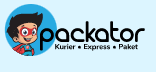 packator
Kurier • Express • Paket